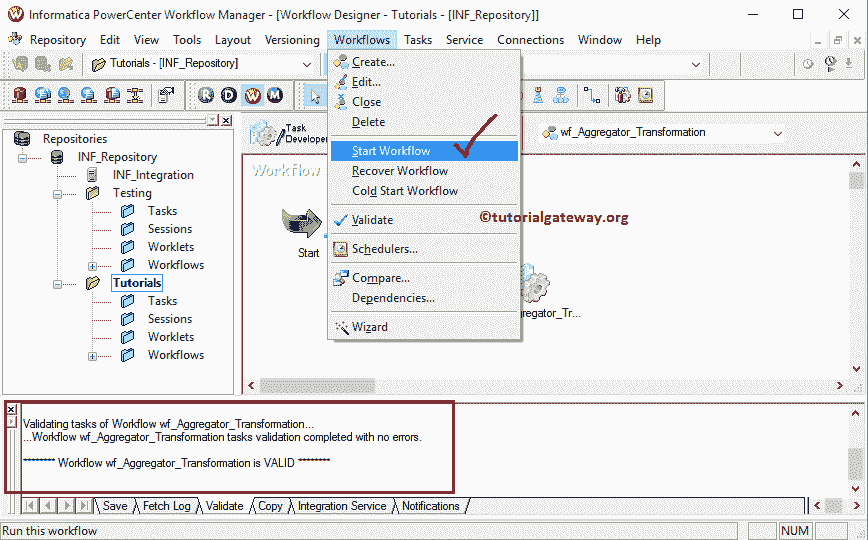 Informatica PowerCenter Workflow Manager - [Workflow Designer - Tutorials - [INF_Repository]]
Repository Edit View Tools Layout Versioning Workflows Tasks Service Connections Window Help
Tutorials - [INF_Repository]
R D W M
Create...
Edit...
Close
Delete
Start Workflow
Recover Workflow
Cold Start Workflow
Validate
Schedulers...
Compare...
Dependencies...
Wizard
Repositories
INF_Repository
INF_Integration
Testing
Tasks
Sessions
Worklets
Workflows
Tutorials
Tasks
Sessions
Worklets
Workflows
Task
Developer
wf_Aggregator_Transformation
Workflow
©tutorialgateway.org
Start
gregator_Tr...
Validating tasks of Workflow wf_Aggregator_Transformation...
...Workflow wf_Aggregator_Transformation tasks validation completed with no errors.
******** Workflow wf_Aggregator_Transformation is VALID ********
Save Fetch Log Validate Copy Integration Service Notifications
Run this workflow
NUM